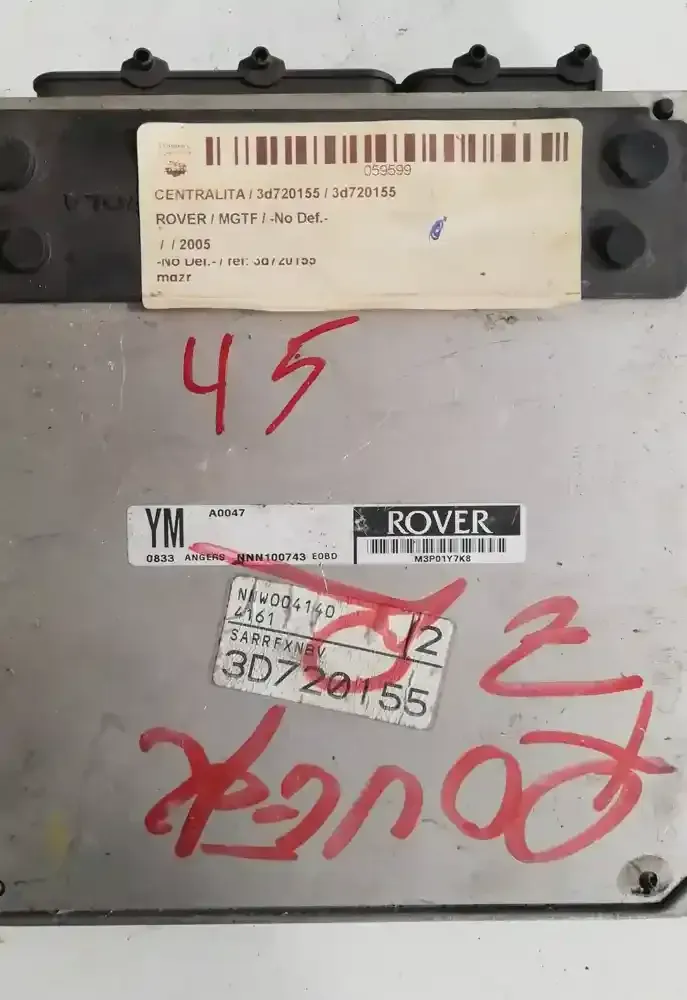 059599
CENTRALITA / 3d720155 / 3d720155
ROVER / MGTF / -No Def.-
/ / 2005
-No Def.- / ref: 3d720155
mazr
45
YM A0047 ROVER
0833 ANGERS NNN100743 EOBD M3P01Y7K8
NNW004140
4161 12
SARRFXNBV
3D720155